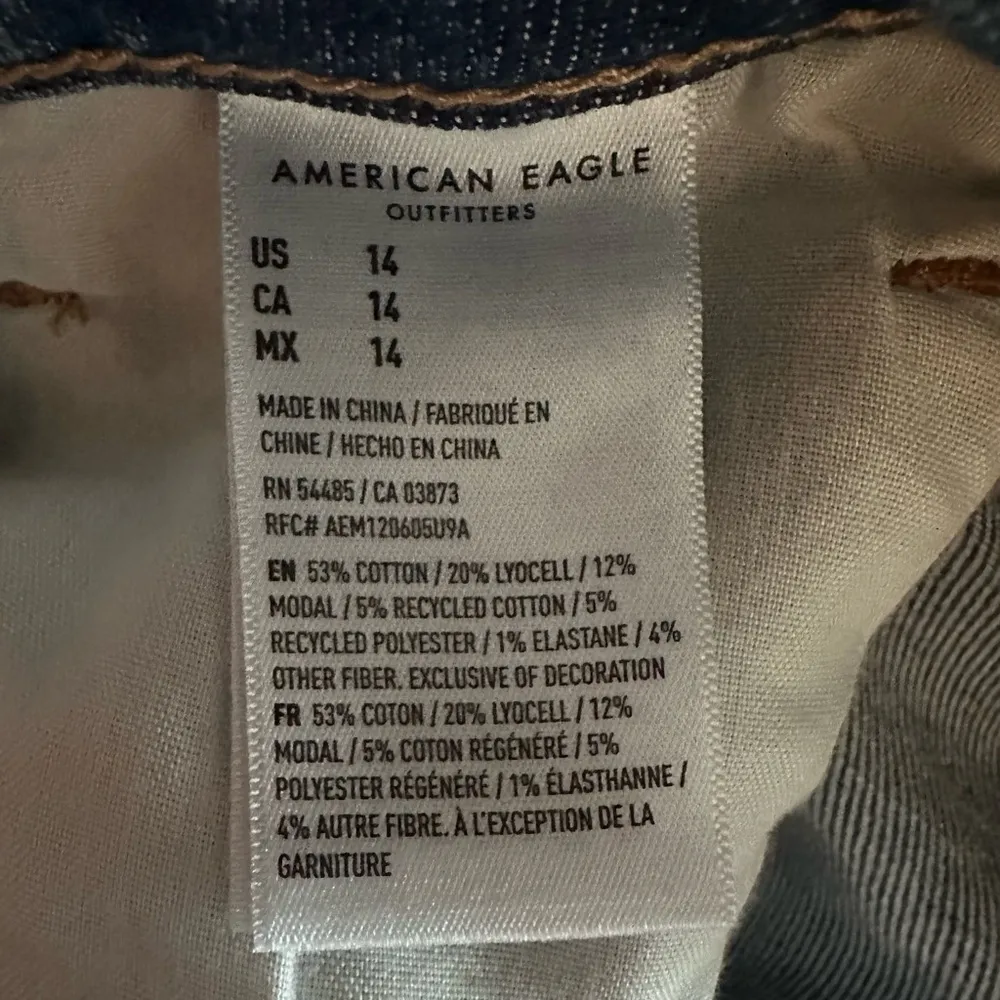 AMERICAN EAGLE
OUTFITTERS
US 14
CA 14
MX 14
MADE IN CHINA / FABRIQUÉ EN
CHINE / HECHO EN CHINA
RN 54485 / CA 03873
RFC# AEM120605U9A
EN 53% COTTON / 20% LYOCELL / 12%
MODAL / 5% RECYCLED COTTON / 5%
RECYCLED POLYESTER / 1% ELASTANE / 4%
OTHER FIBER. EXCLUSIVE OF DECORATION
FR 53% COTON / 20% LYOCELL / 12%
MODAL / 5% COTON RÉGÉNÉRÉ / 5%
POLYESTER RÉGÉNÉRÉ / 1% ÉLASTHANNE /
4% AUTRE FIBRE. À L'EXCEPTION DE LA
GARNITURE